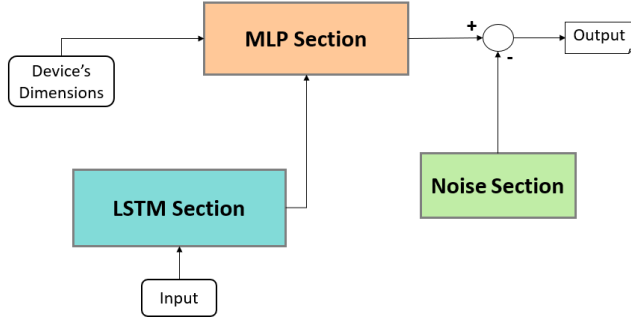 MLP Section
+
Output
-
Device's
Dimensions
Noise Section
LSTM Section
Input